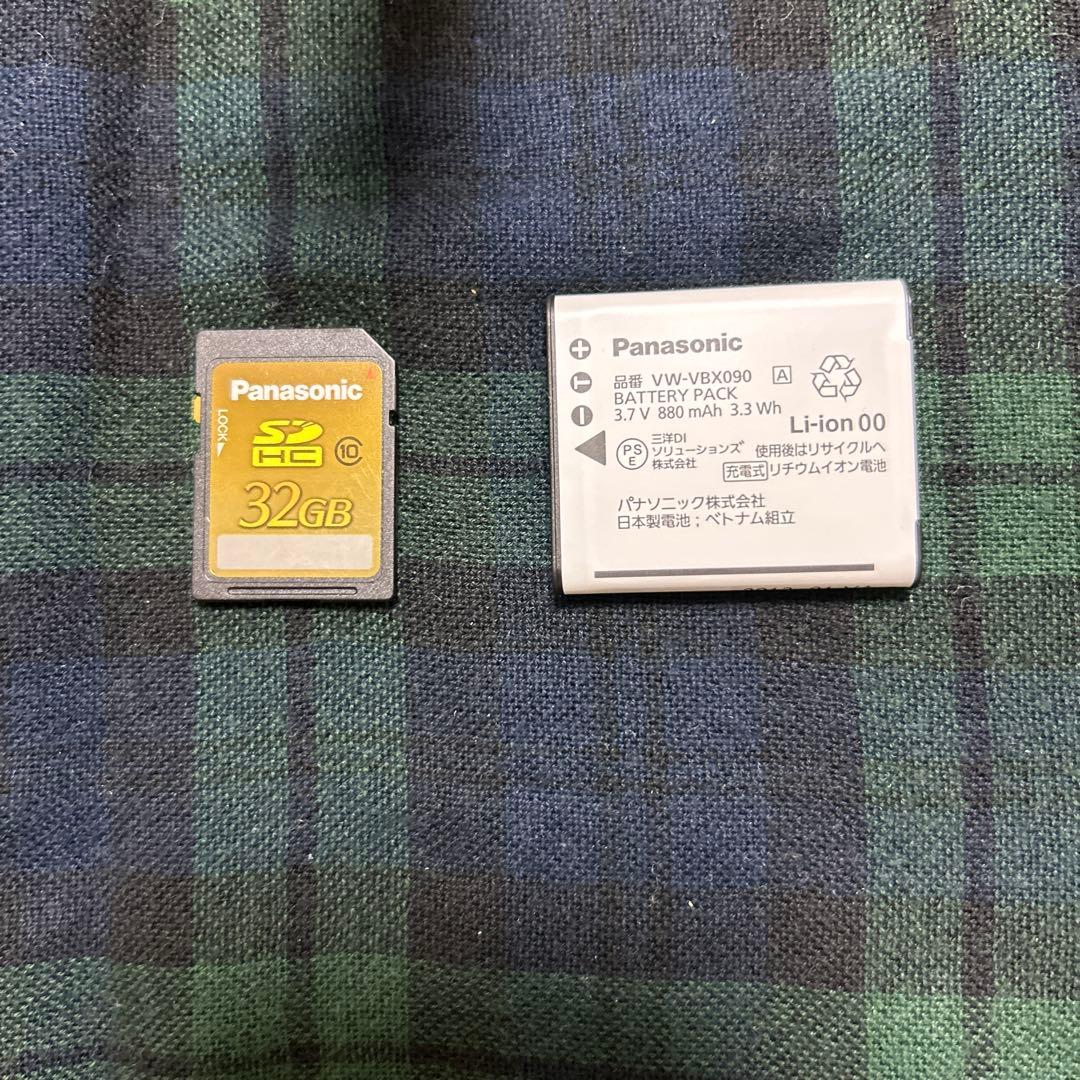 Panasonic
LOCK
SD
HC
10
32GB
Panasonic
品番 VW-VBX090 A
BATTERY PACK
3.7 V 880 mAh 3.3 Wh
Li-ion 00
PS
E
三洋DI
ソリューションズ
株式会社
使用後はリサイクルへ
充電式 リチウムイオン電池
パナソニック株式会社
日本製電池;ベトナム組立